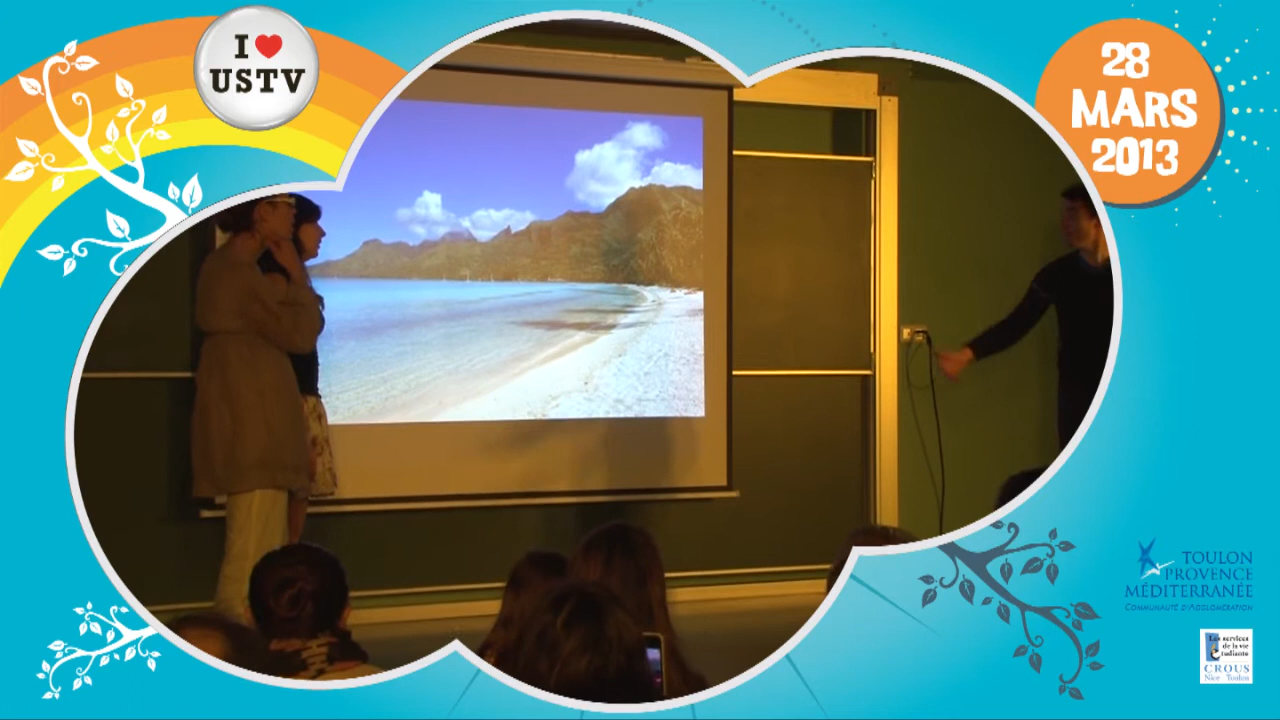 I ❤
USTV
28
MARS
2013
TOULON
PROVENCE
MÉDITERRANÉE
COMMUNAUTÉ D'AGGLOMÉRATION
Les services
de la vie
étudiante
CROUS
Nice Toulon